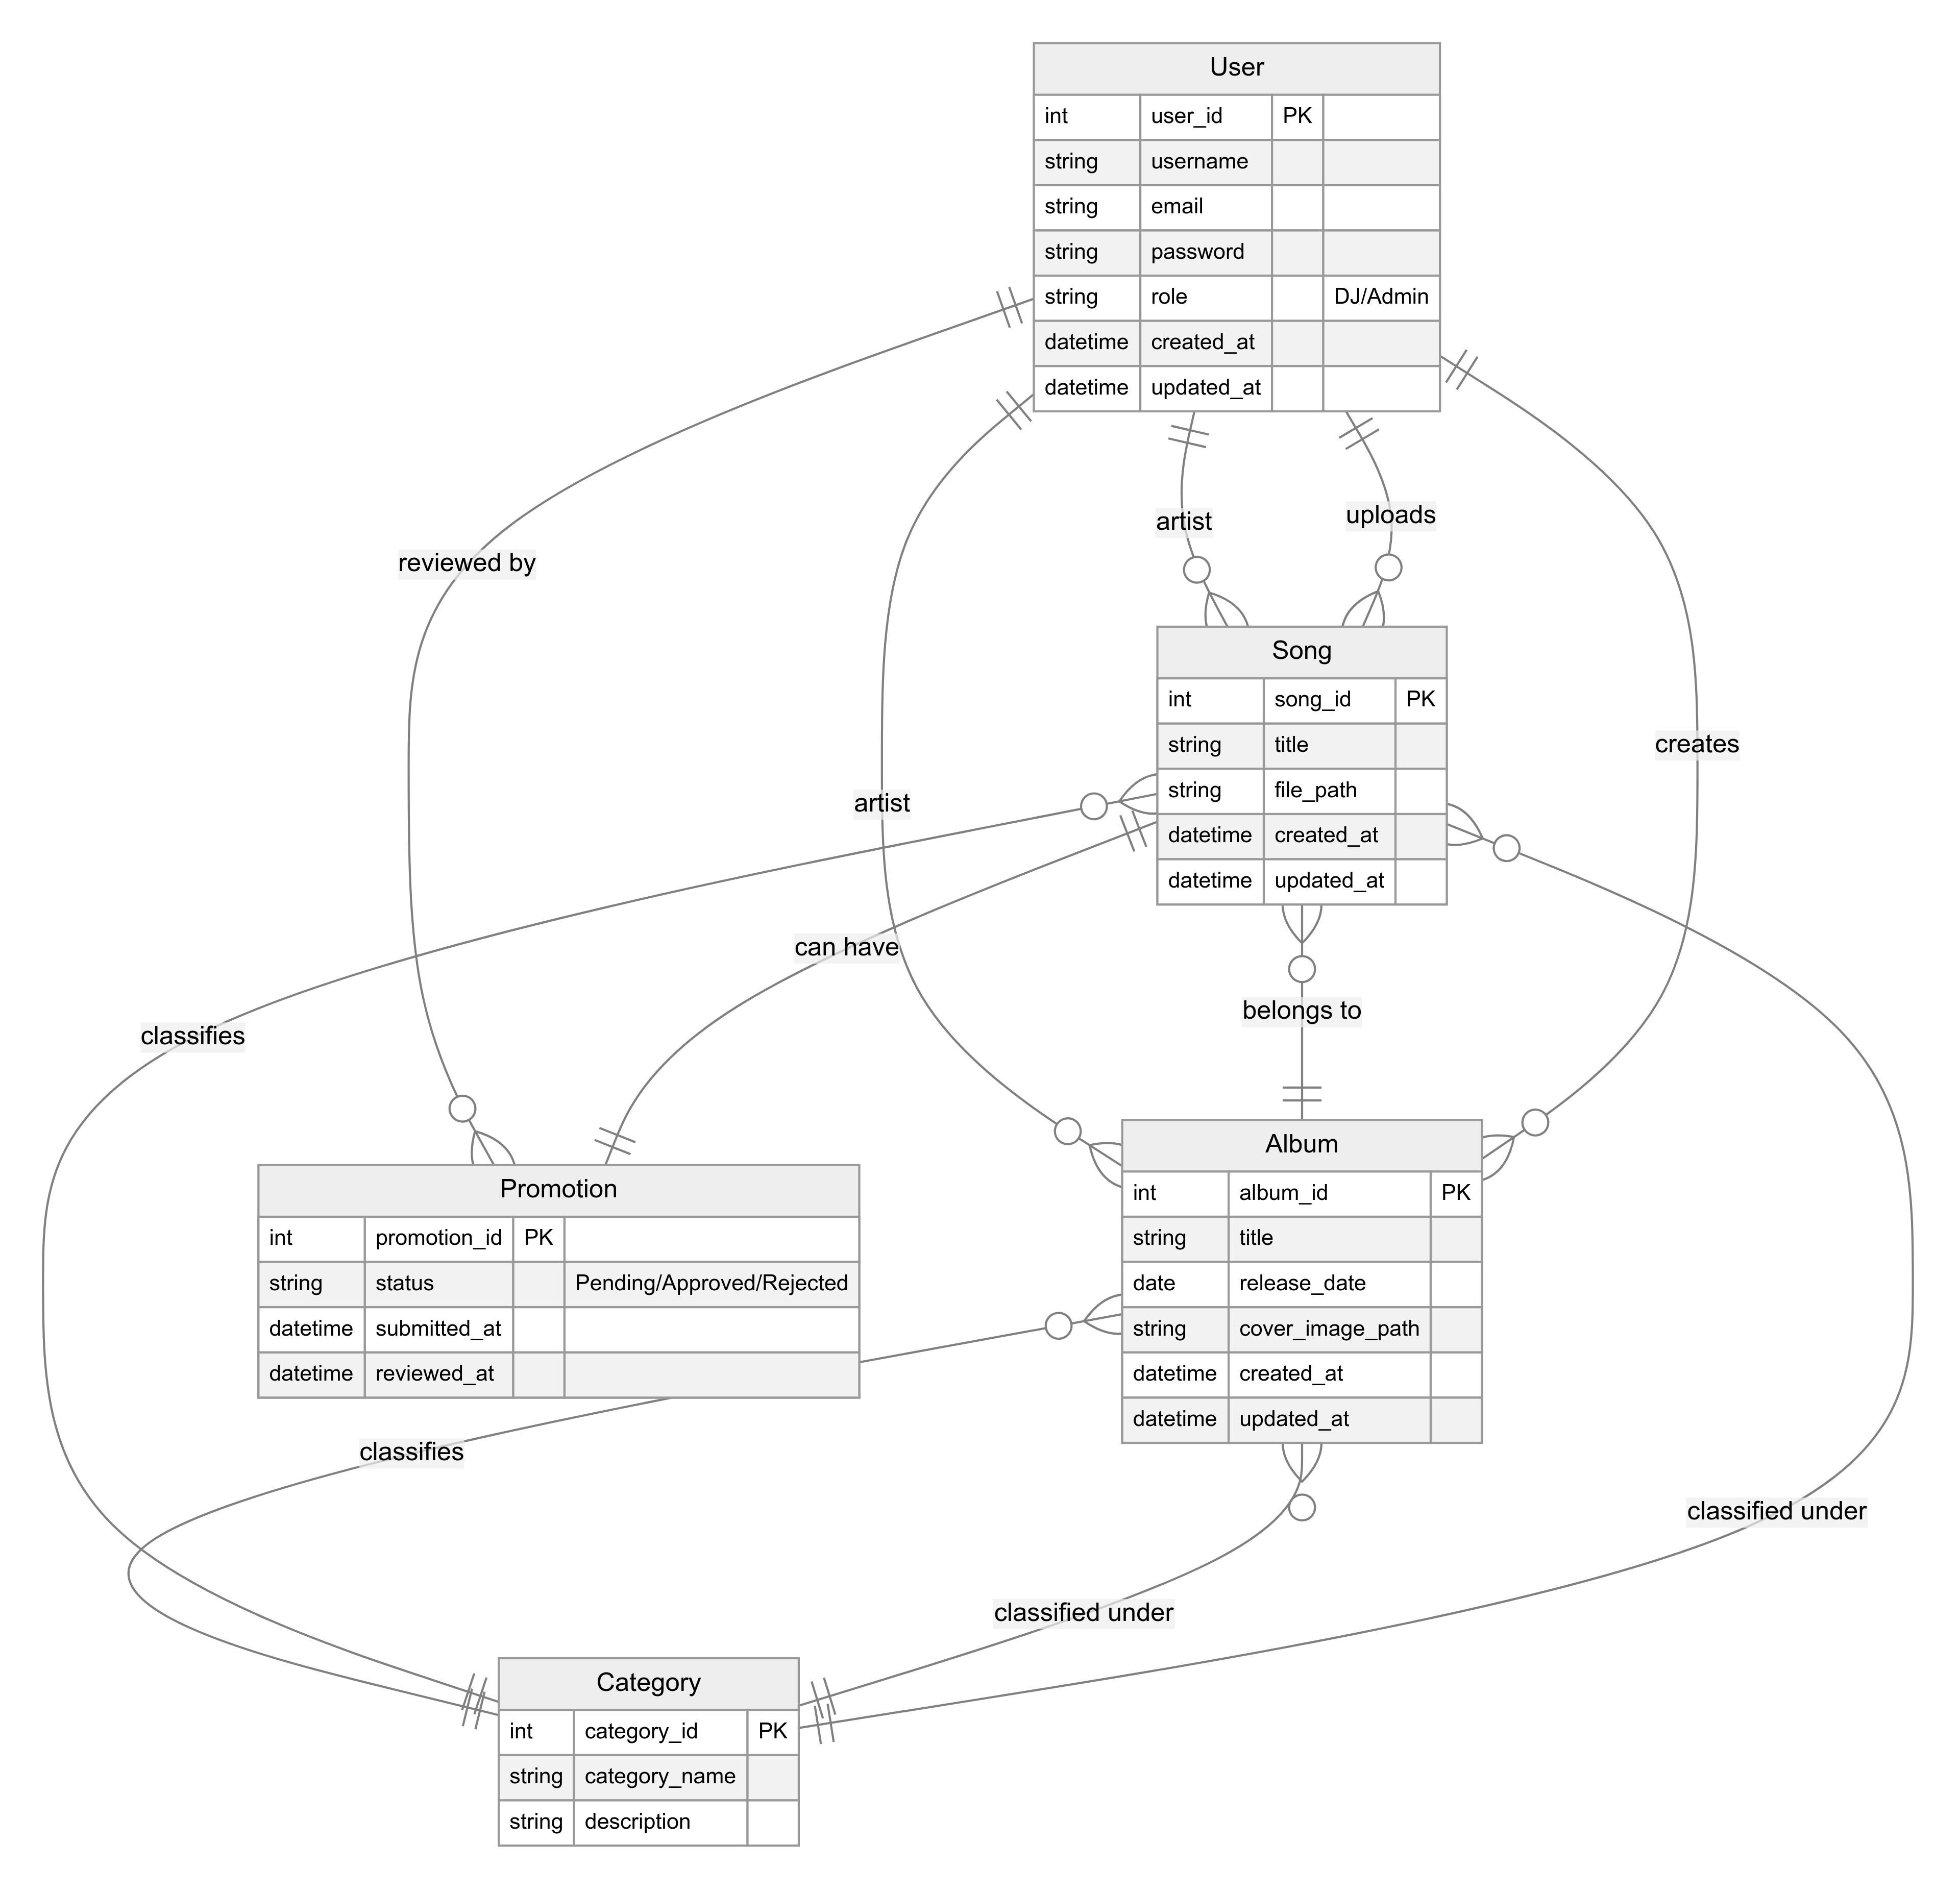 User
int user_id PK
string username
string email
string password
string role DJ/Admin
datetime created_at
datetime updated_at
reviewed by
artist
uploads
creates
artist
Song
int song_id PK
string title
string file_path
datetime created_at
datetime updated_at
can have
classifies
belongs to
Promotion
int promotion_id PK
string status Pending/Approved/Rejected
datetime submitted_at
datetime reviewed_at
Album
int album_id PK
string title
date release_date
string cover_image_path
datetime created_at
datetime updated_at
classifies
classified under
classified under
Category
int category_id PK
string category_name
string description